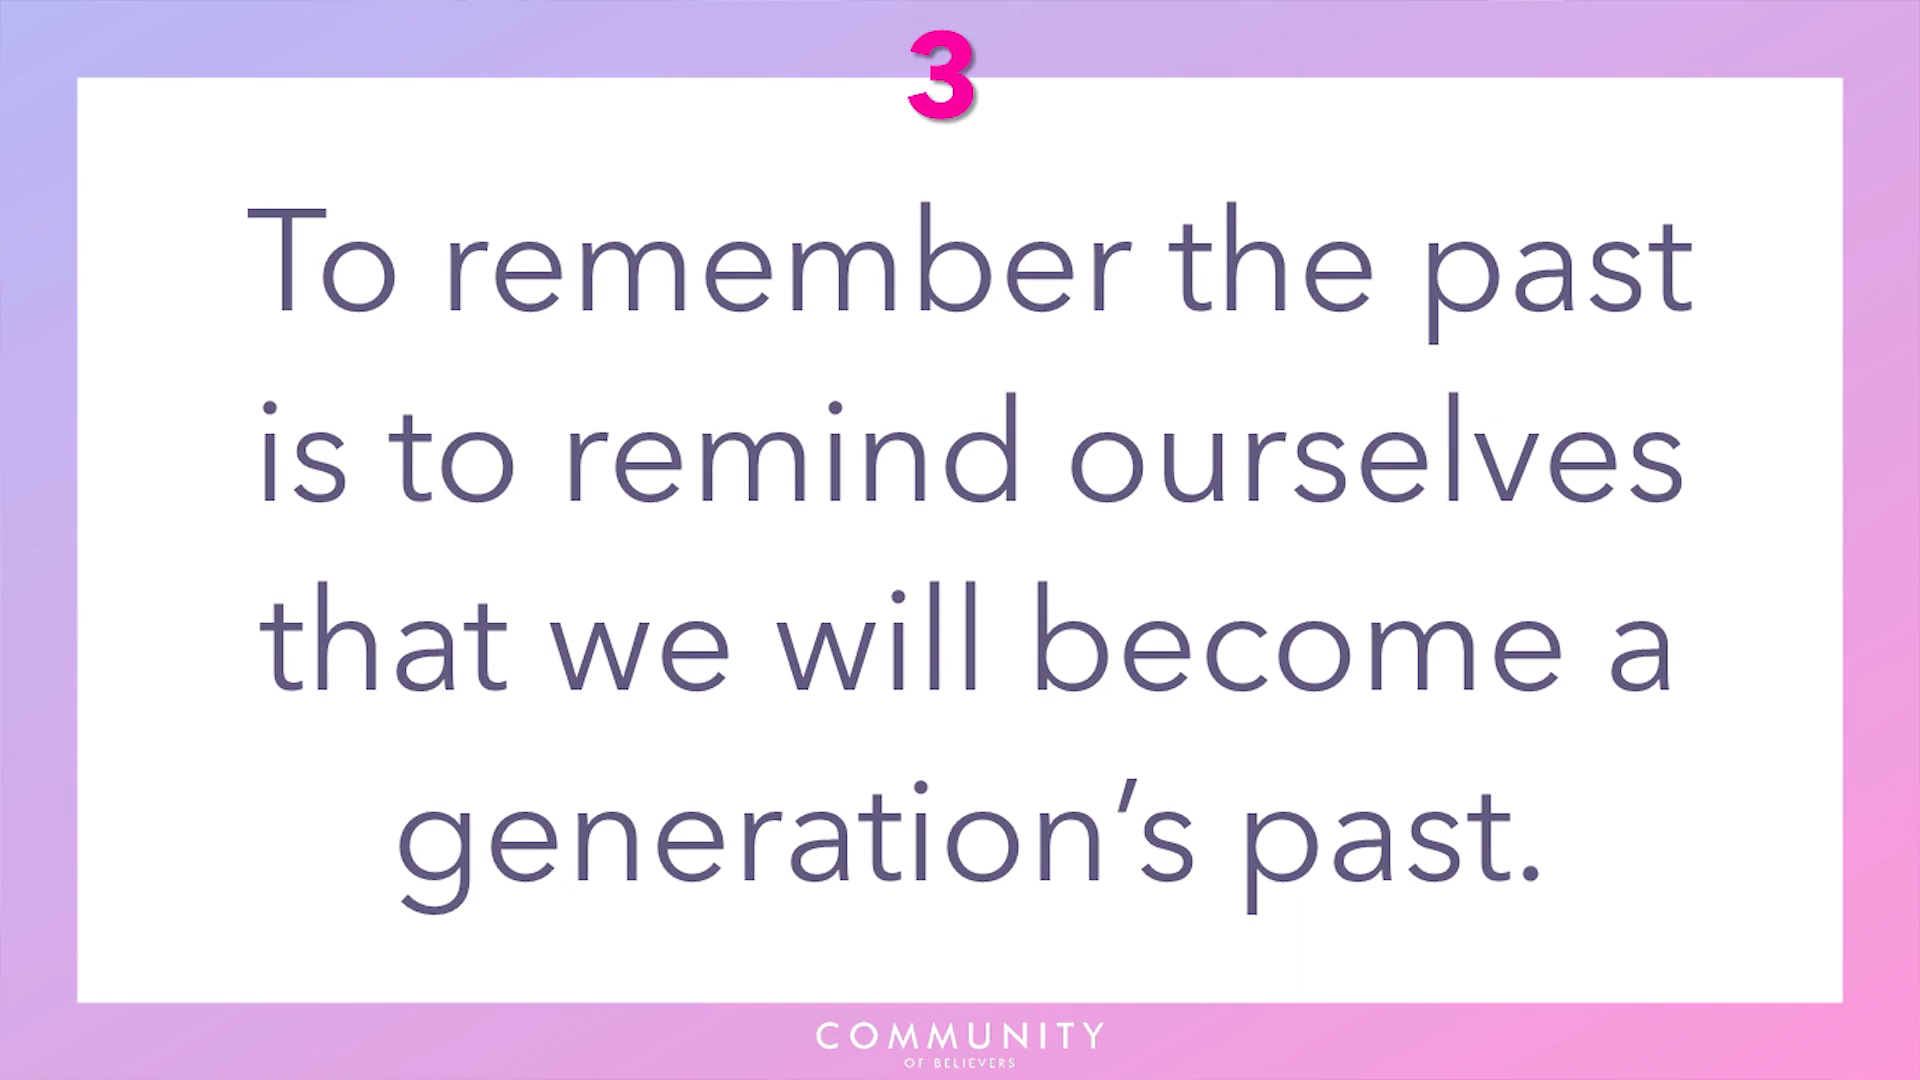 3
To remember the past
is to remind ourselves
that we will become a
generation’s past.
COMMUNITY
OF BELIEVERS